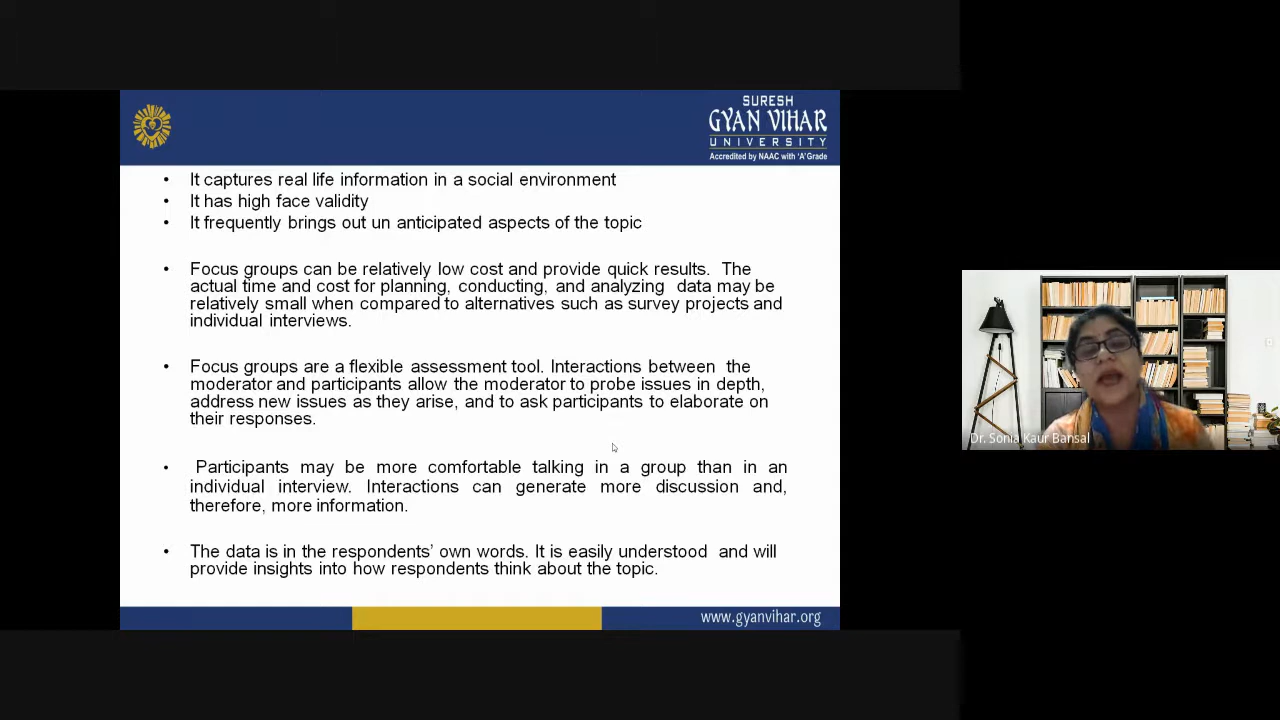 SURESH
GYAN VIHAR
UNIVERSITY
Accredited by NAAC with 'A' Grade
• It captures real life information in a social environment
• It has high face validity
• It frequently brings out un anticipated aspects of the topic
• Focus groups can be relatively low cost and provide quick results. The
actual time and cost for planning, conducting, and analyzing data may be
relatively small when compared to alternatives such as survey projects and
individual interviews.
• Focus groups are a flexible assessment tool. Interactions between the
moderator and participants allow the moderator to probe issues in depth,
address new issues as they arise, and to ask participants to elaborate on
their responses.
• Participants may be more comfortable talking in a group than in an
individual interview. Interactions can generate more discussion and,
therefore, more information.
• The data is in the respondents' own words. It is easily understood and will
provide insights into how respondents think about the topic.
www.gyanvihar.org
Dr. Sonia Kaur Bansal